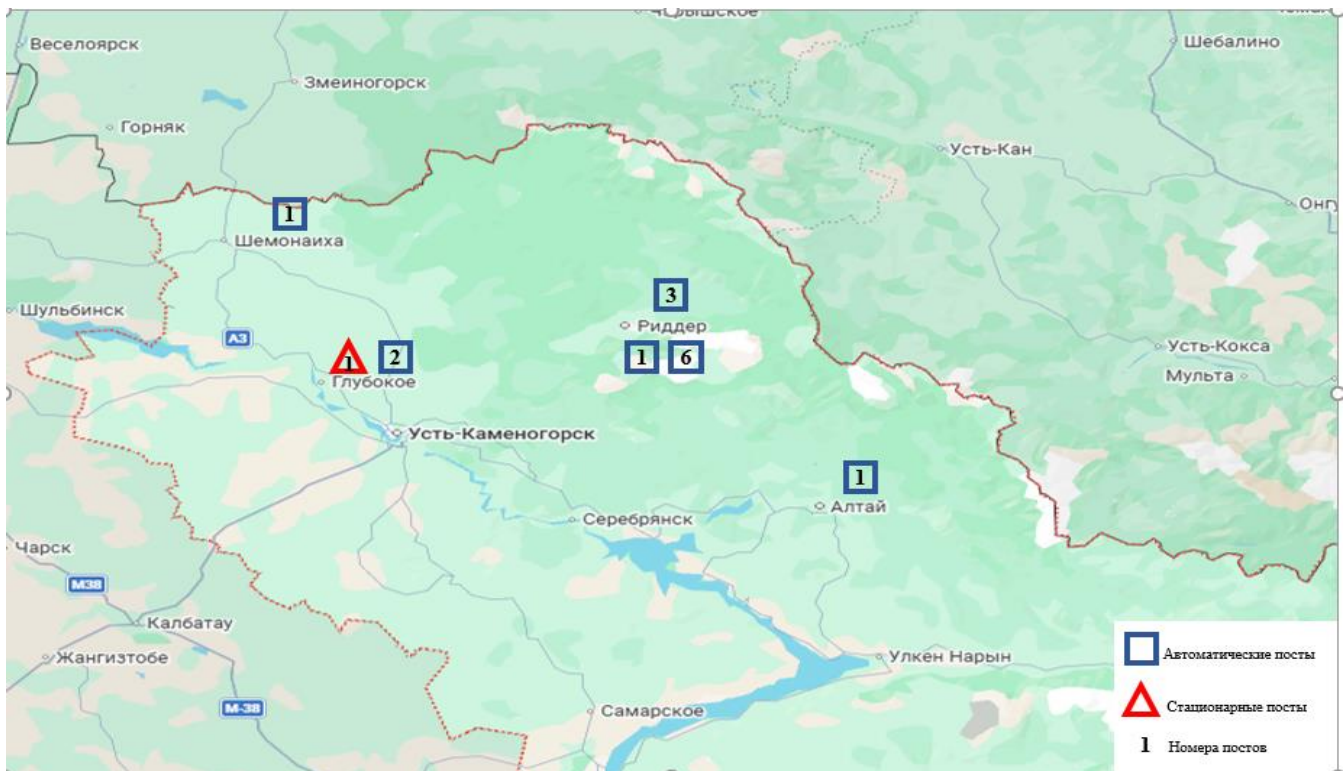 Веселоярск
Шебалино
Змеиногорск
Горняк
Усть-Кан
1
Шемонаиха
3
Шульбинск
Риддер
А3
1
2
1
6
Усть-Кокса
Глубокое
Мульта
Усть-Каменогорск
1
Алтай
Серебрянск
Чарск
М38
Калбатау
Жангизтобе
Улкен Нарын
Автоматические посты
М-38
Самарское
Стационарные посты
1 Номера постов